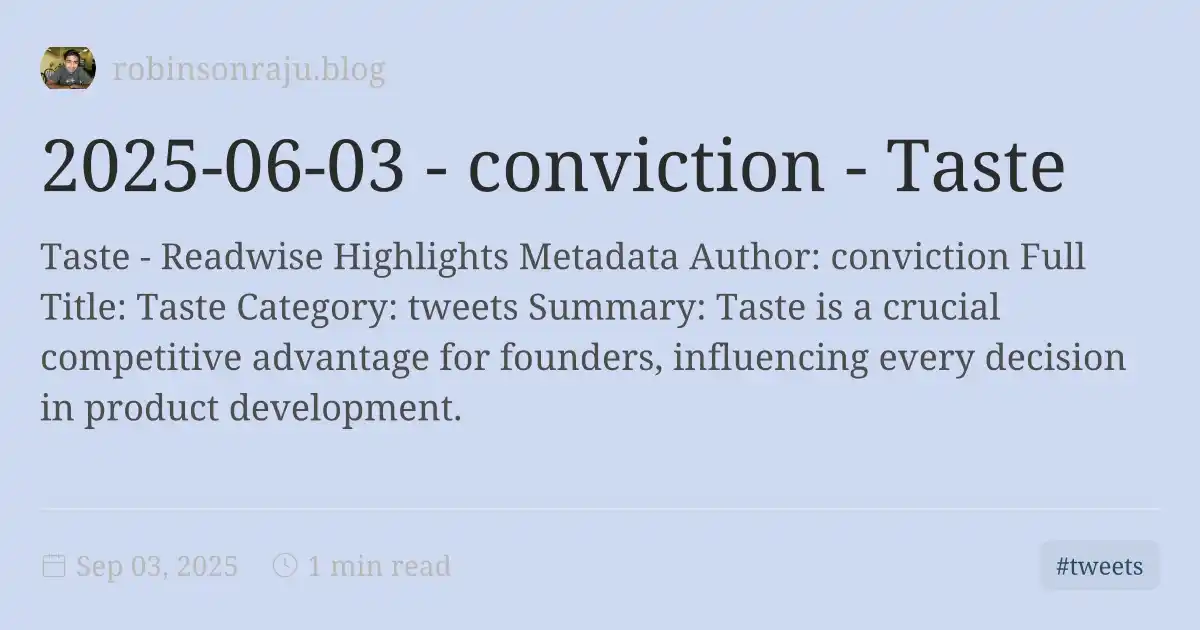 robinsonraju.blog
2025-06-03 - conviction - Taste
Taste - Readwise Highlights Metadata Author: conviction Full
Title: Taste Category: tweets Summary: Taste is a crucial
competitive advantage for founders, influencing every decision
in product development.
Sep 03, 2025 1 min read #tweets